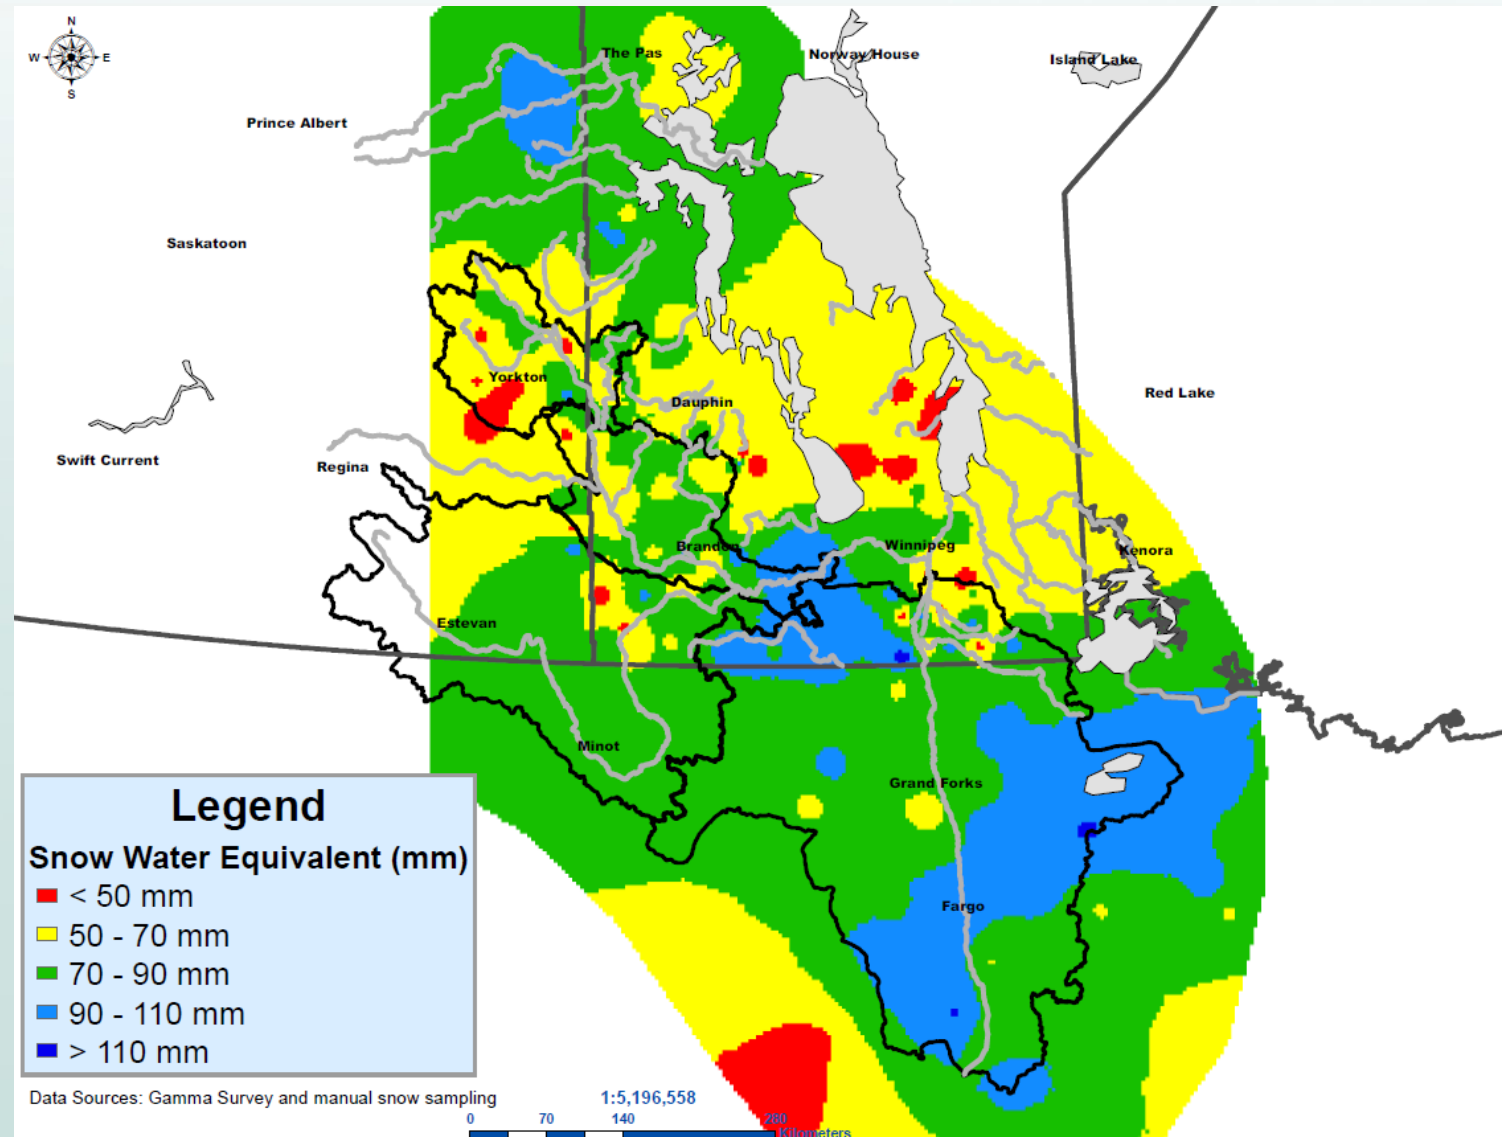 N
W E
S
The Pas
Norway House
Island Lake
Prince Albert
Saskatoon
Yorkton
Dauphin
Red Lake
Swift Current
Regina
Brandon
Winnipeg
Kenora
Estevan
Minot
Grand Forks
Fargo
Legend
Snow Water Equivalent (mm)
< 50 mm
50 - 70 mm
70 - 90 mm
90 - 110 mm
> 110 mm
Data Sources: Gamma Survey and manual snow sampling
1:5,196,558
0 70 140 280
Kilometers